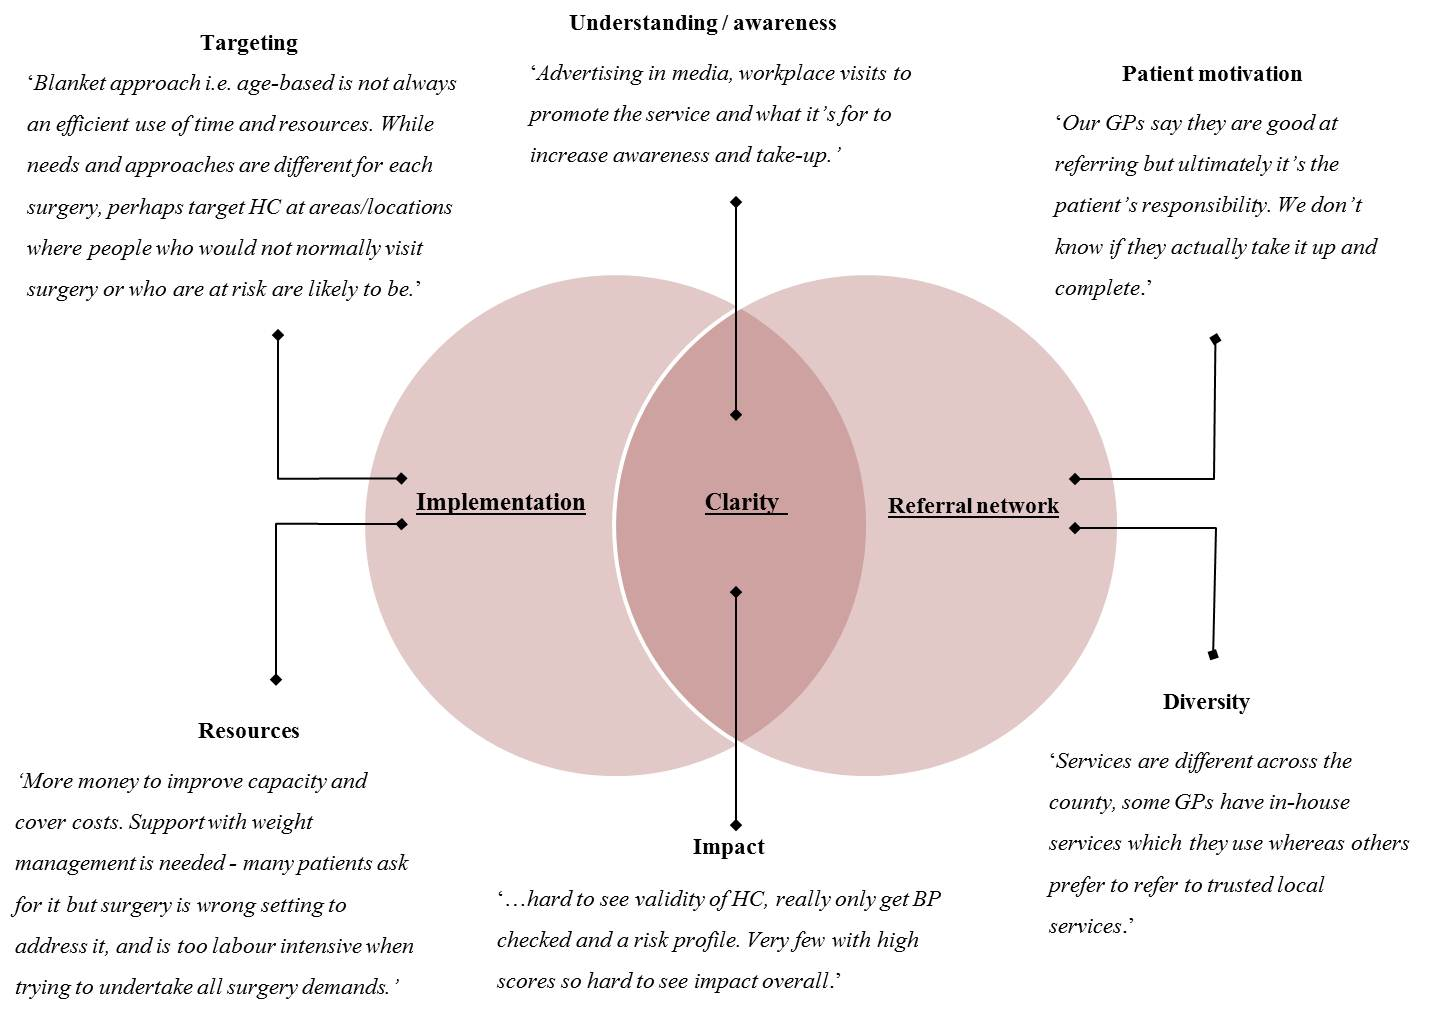 Targeting
‘Blanket approach i.e. age-based is not always
an efficient use of time and resources. While
needs and approaches are different for each
surgery, perhaps target HC at areas/locations
where people who would not normally visit
surgery or who are at risk are likely to be.’
Understanding / awareness
‘Advertising in media, workplace visits to
promote the service and what it’s for to
increase awareness and take-up.’
Patient motivation
‘Our GPs say they are good at
referring but ultimately it’s the
patient’s responsibility. We don’t
know if they actually take it up and
complete.’
Implementation
Clarity
Referral network
Resources
‘More money to improve capacity and
cover costs. Support with weight
management is needed - many patients ask
for it but surgery is wrong setting to
address it, and is too labour intensive when
trying to undertake all surgery demands.’
Impact
‘…hard to see validity of HC, really only get BP
checked and a risk profile. Very few with high
scores so hard to see impact overall.’
Diversity
‘Services are different across the
county, some GPs have in-house
services which they use whereas others
prefer to refer to trusted local
services.’